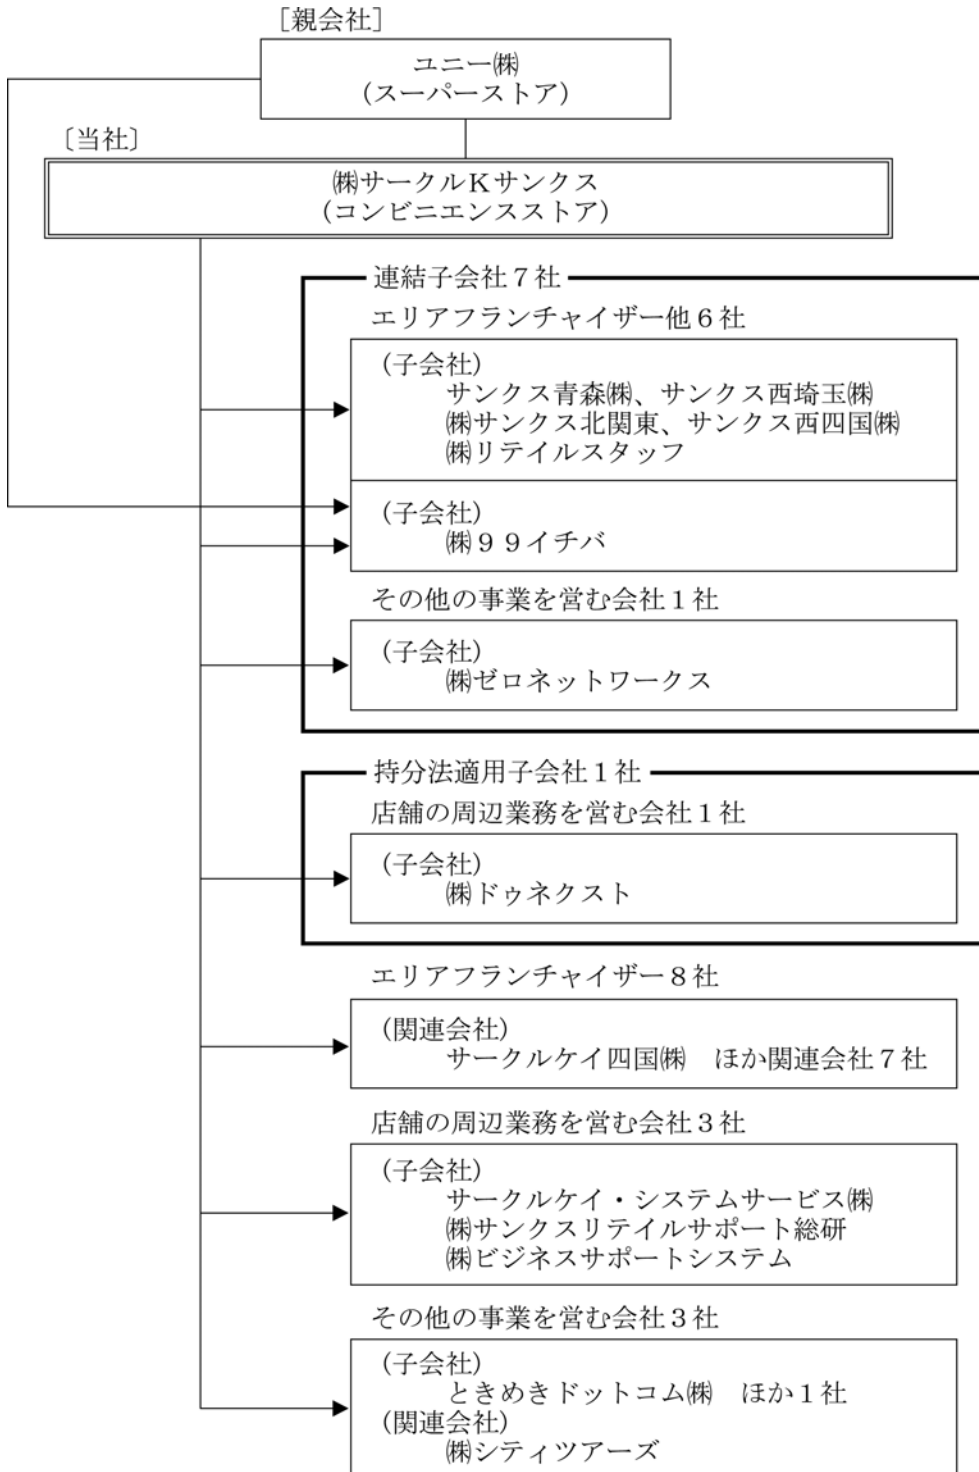 ［親会社］
ユニー㈱
（スーパーストア）
〔当社〕
㈱サークルＫサンクス
（コンビニエンスストア）
連結子会社７社
エリアフランチャイザー他６社
（子会社）
サンクス青森㈱、サンクス西埼玉㈱
㈱サンクス北関東、サンクス西四国㈱
㈱リテイルスタッフ
（子会社）
㈱９９イチバ
その他の事業を営む会社１社
（子会社）
㈱ゼロネットワークス
持分法適用子会社１社
店舗の周辺業務を営む会社１社
（子会社）
㈱ドゥネクスト
エリアフランチャイザー８社
（関連会社）
サークルケイ四国㈱　ほか関連会社７社
店舗の周辺業務を営む会社３社
（子会社）
サークルケイ・システムサービス㈱
㈱サンクスリテイルサポート総研
㈱ビジネスサポートシステム
その他の事業を営む会社３社
（子会社）
ときめきドットコム㈱　ほか１社
（関連会社）
㈱シティツアーズ